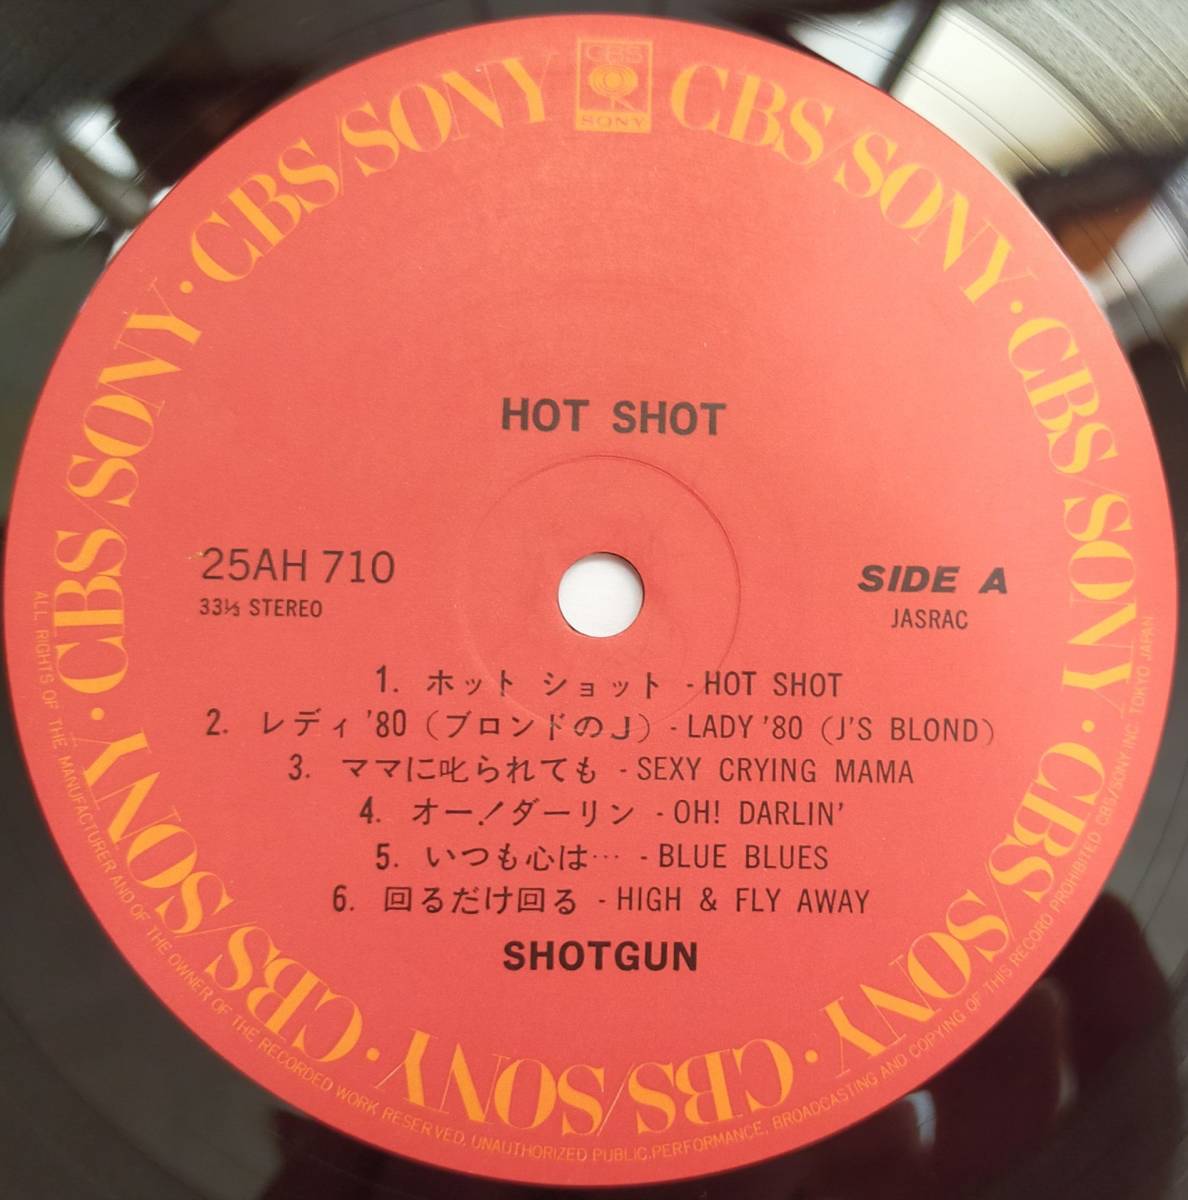 CBS
SONY
CBS/SONY · CBS/SONY · CBS/SONY · CBS/SONY · CBS/SONY · CBS/SONY · CBS/SONY · CBS/SONY
HOT SHOT
25AH 710
33⅓ STEREO
SIDE A
JASRAC
1. ホット ショット - HOT SHOT
2. レディ '80 (ブロンドのJ) - LADY '80 (J'S BLOND)
3. ママに叱られても - SEXY CRYING MAMA
4. オー!ダーリン - OH! DARLIN'
5. いつも心は… - BLUE BLUES
6. 回るだけ回る - HIGH & FLY AWAY
SHOTGUN
ALL RIGHTS OF THE MANUFACTURER AND OF THE OWNER OF THE RECORDED WORK RESERVED. UNAUTHORIZED PUBLIC PERFORMANCE, BROADCASTING AND COPYING OF THIS RECORD PROHIBITED CBS/SONY INC. TOKYO JAPAN